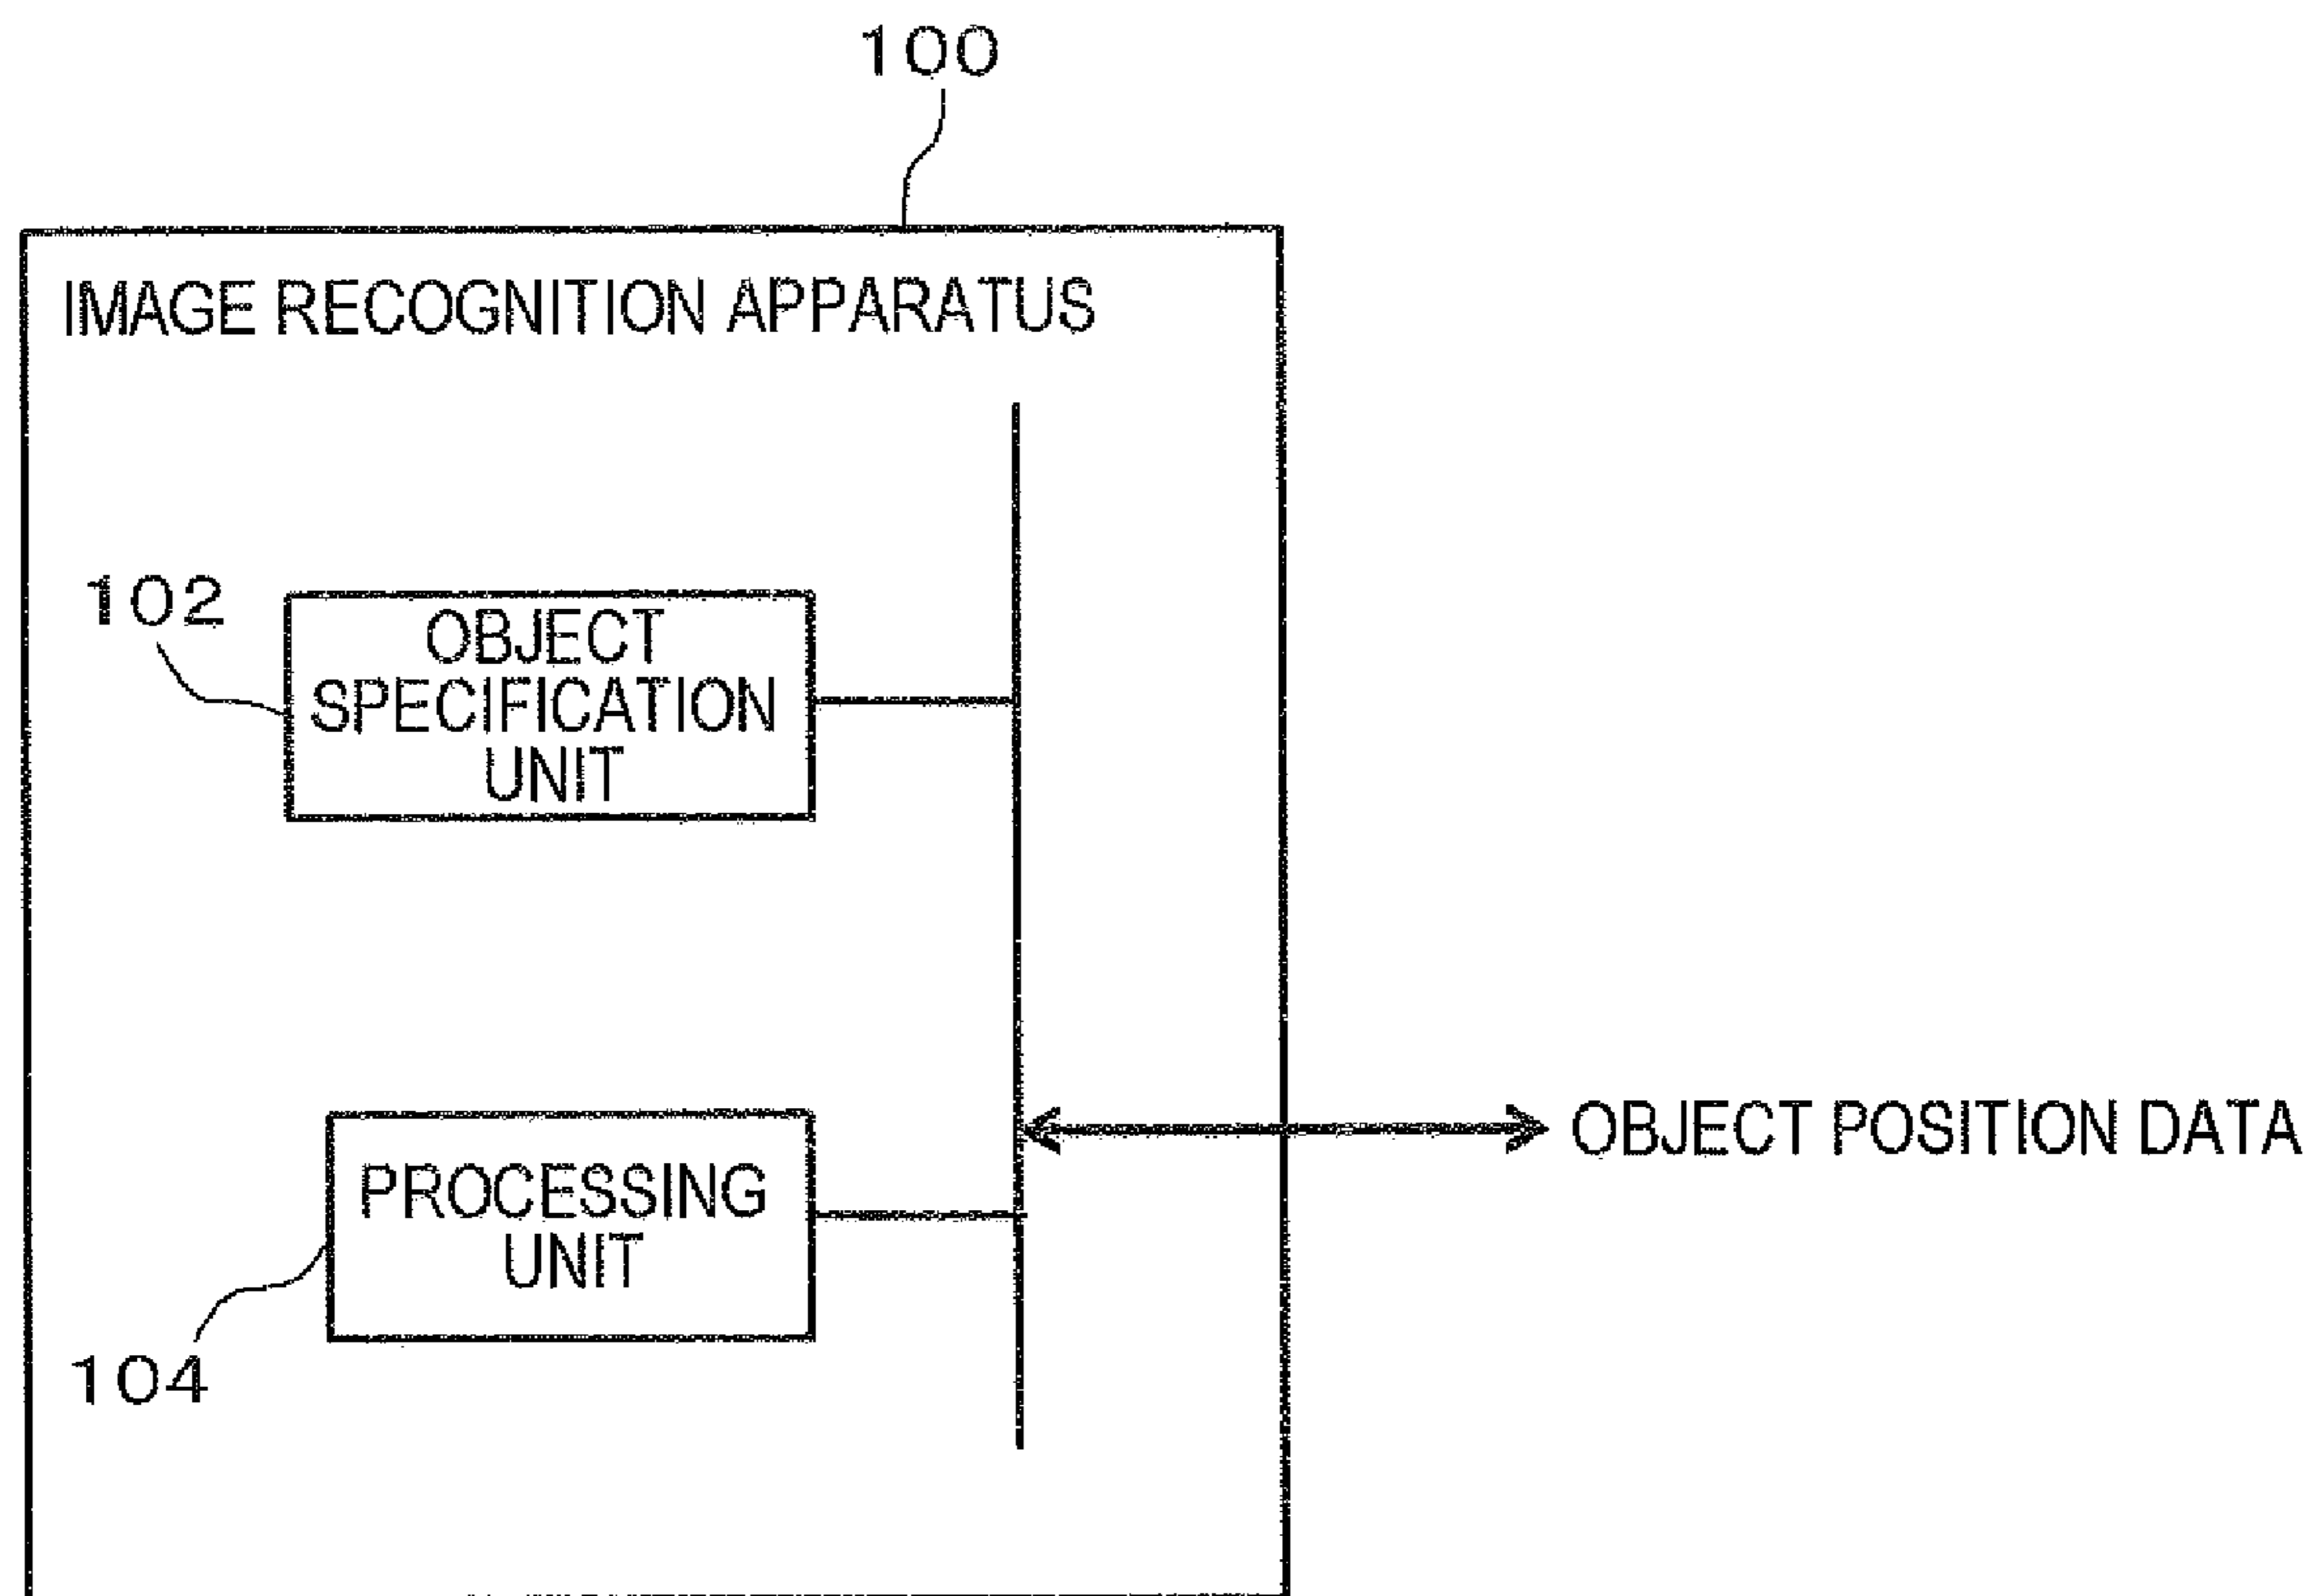 100
IMAGE RECOGNITION APPARATUS
102
OBJECT
SPECIFICATION
UNIT
OBJECT POSITION DATA
PROCESSING
UNIT
104